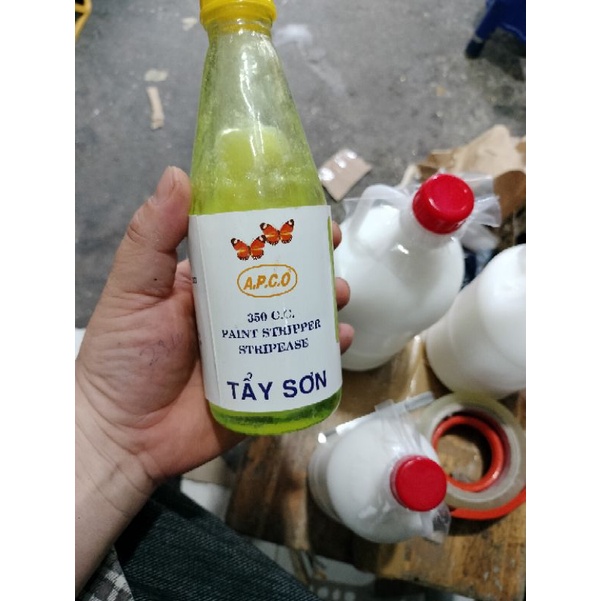 A.P.C.O
350 C.C.
PAINT STRIPPER
STRIPEASE
TẨY SƠN